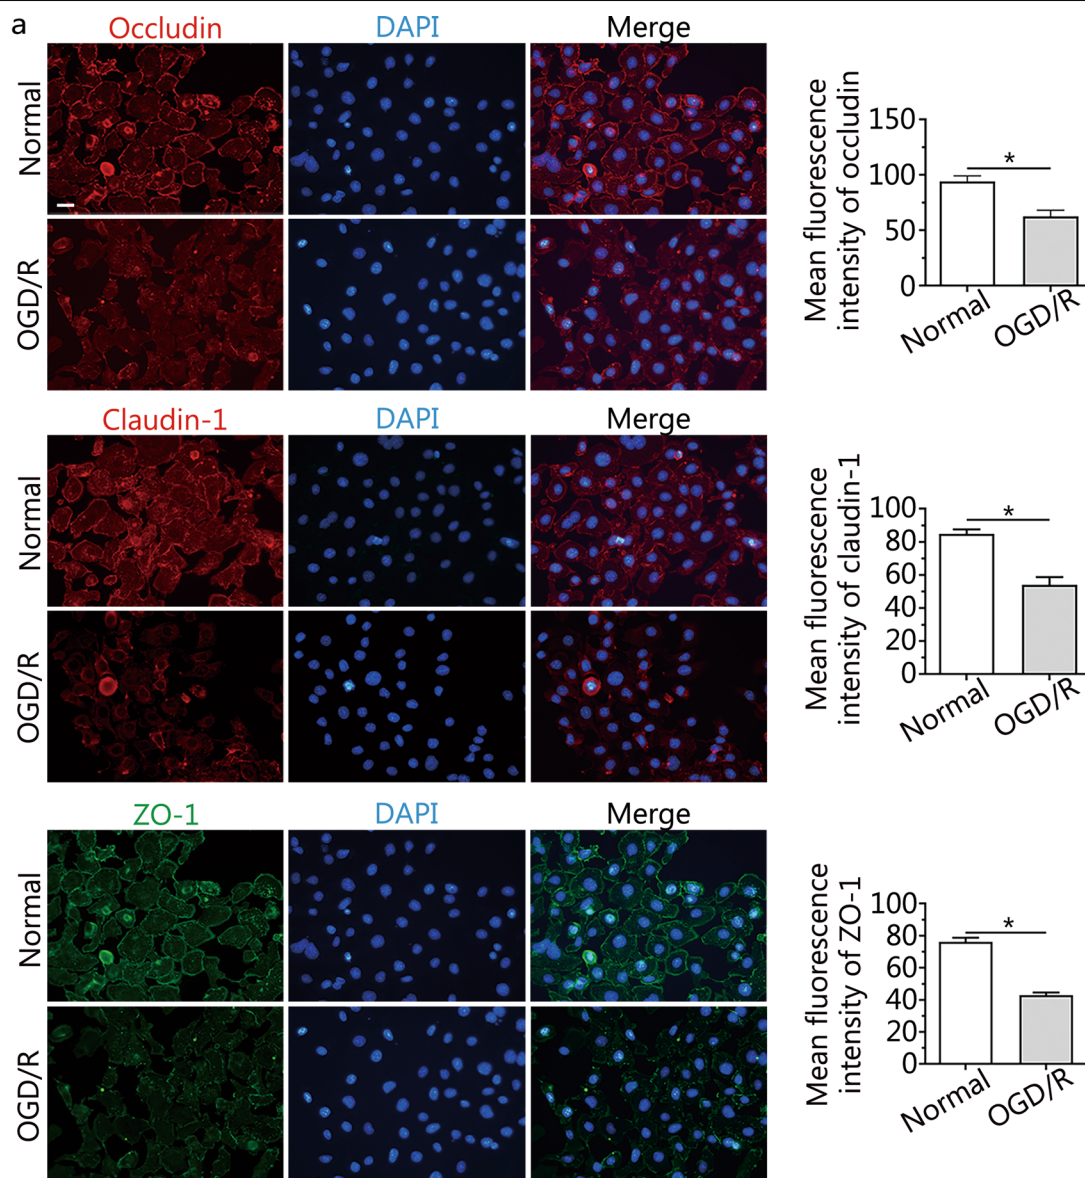 a
Occludin DAPI Merge
Normal
OGD/R
Mean fluorescence
intensity of occludin
150
100
50
0
*
Normal OGD/R
Claudin-1 DAPI Merge
Normal
OGD/R
Mean fluorescence
intensity of claudin-1
100
80
60
40
20
0
*
Normal OGD/R
ZO-1 DAPI Merge
Normal
OGD/R
Mean fluorescence
intensity of ZO-1
100
80
60
40
20
0
*
Normal OGD/R